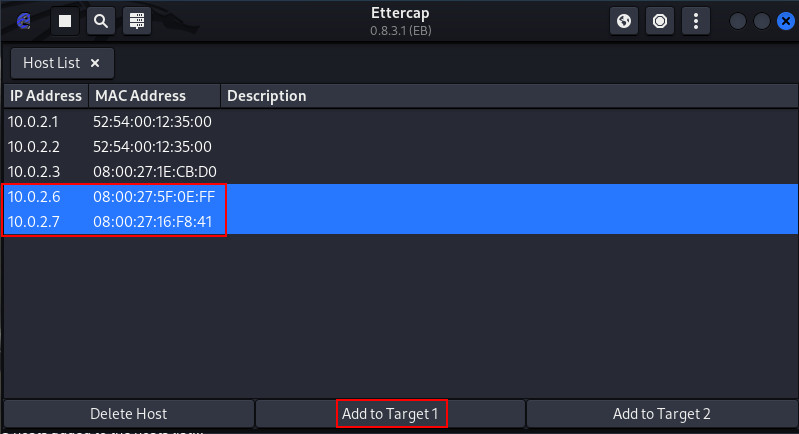 Ettercap
0.8.3.1 (EB)
Host List ×
IP Address MAC Address Description
10.0.2.1 52:54:00:12:35:00
10.0.2.2 52:54:00:12:35:00
10.0.2.3 08:00:27:1E:CB:D0
10.0.2.6 08:00:27:5F:0E:FF
10.0.2.7 08:00:27:16:F8:41
Delete Host Add to Target 1 Add to Target 2